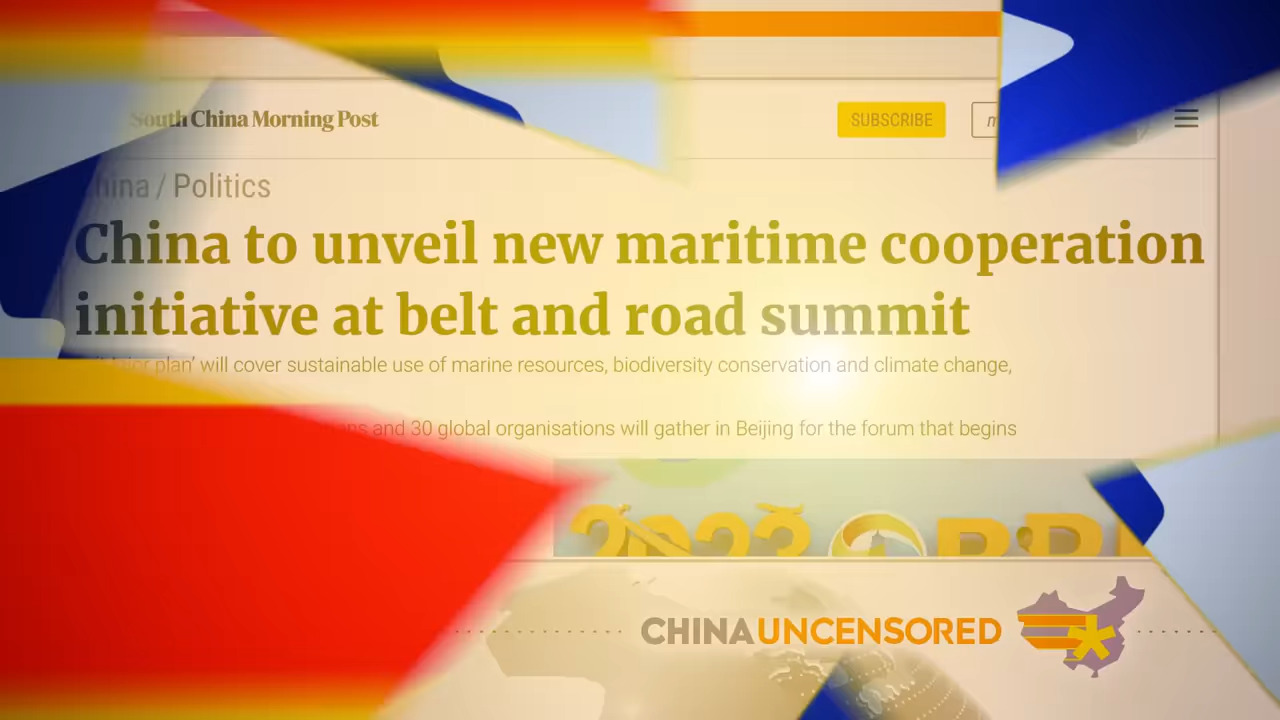 South China Morning Post
SUBSCRIBE
China / Politics
China to unveil new maritime cooperation
initiative at belt and road summit
plan’ will cover sustainable use of marine resources, biodiversity conservation and climate change,
and 30 global organisations will gather in Beijing for the forum that begins
2023
CHINA UNCENSORED